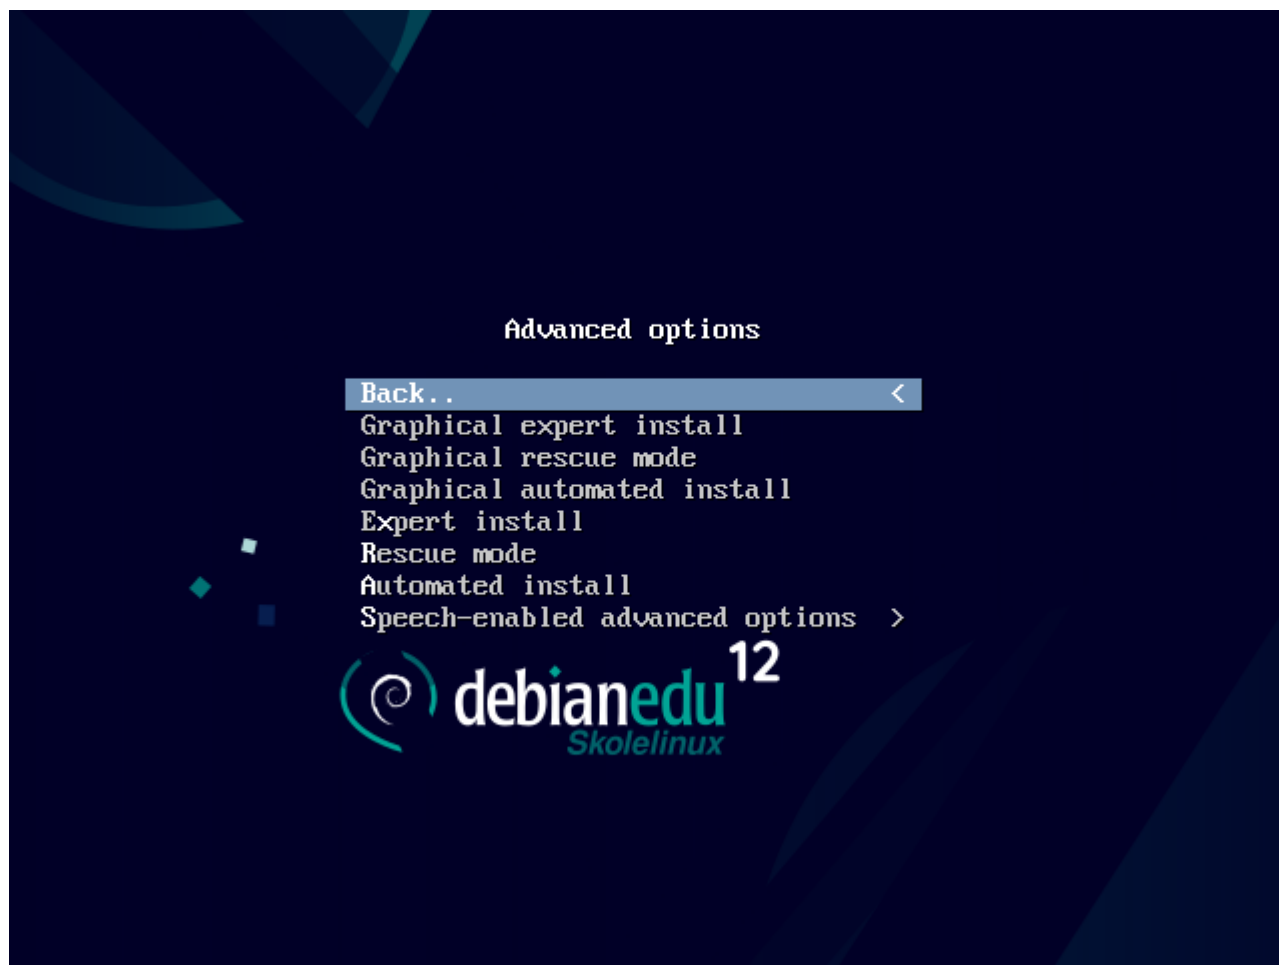 Advanced options
Back.. <
Graphical expert install
Graphical rescue mode
Graphical automated install
Expert install
Rescue mode
Automated install
Speech-enabled advanced options >
debianedu 12
Skolelinux